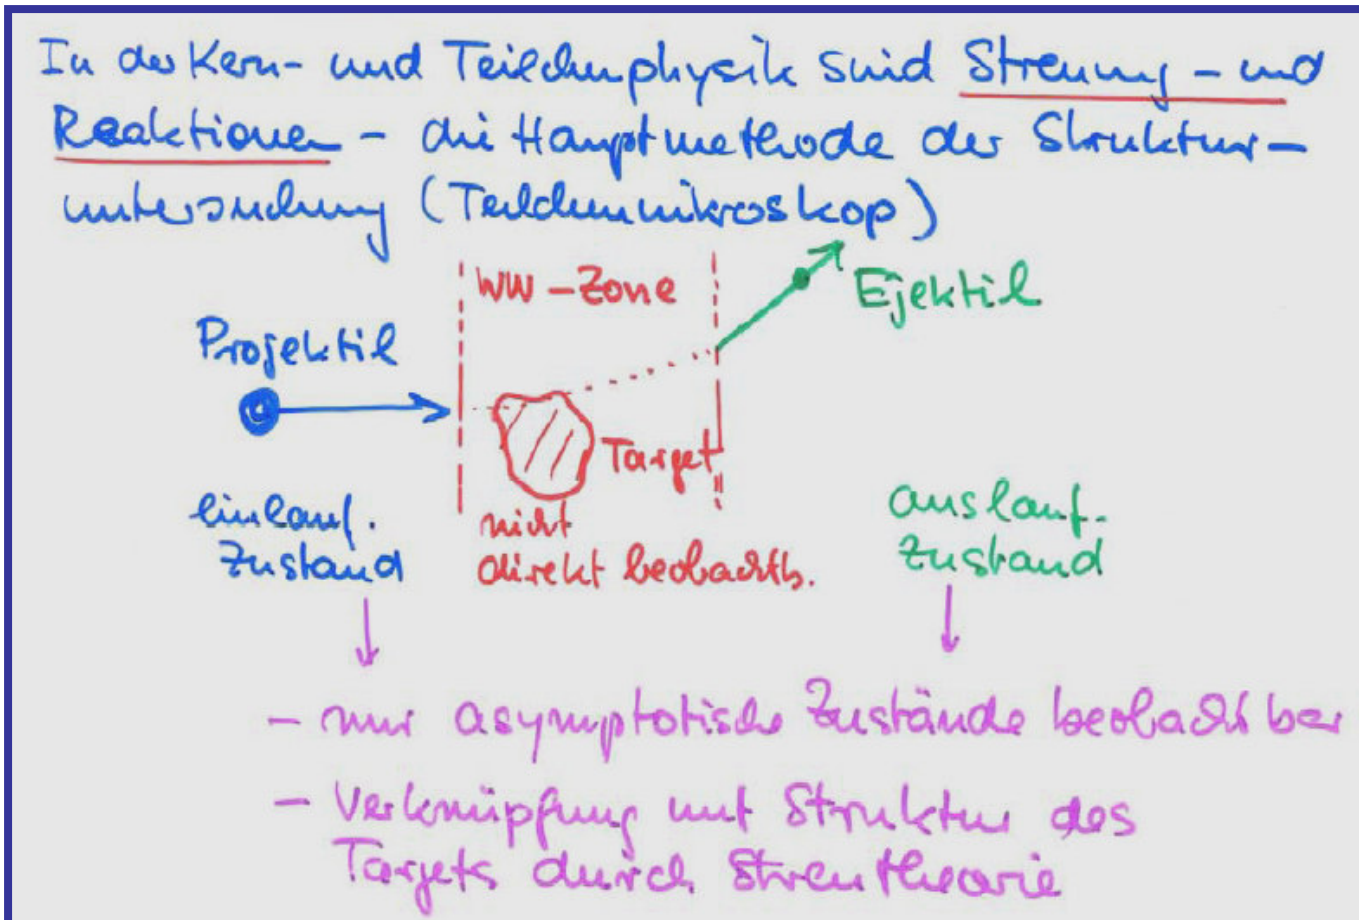 In der Kern- und Teilchenphysik sind Streuung - und
Reaktionen - die Hauptmethode der Struktur-
untersuchung (Teilchenmikroskop)
WW-Zone
Ejektil
Projektil
Target
einlauf.
Zustand
nicht
direkt beobachtb.
auslauf.
Zustand
- nur asymptotische Zustände beobachtbar
- Verknüpfung mit Struktur des
Targets durch Streutheorie